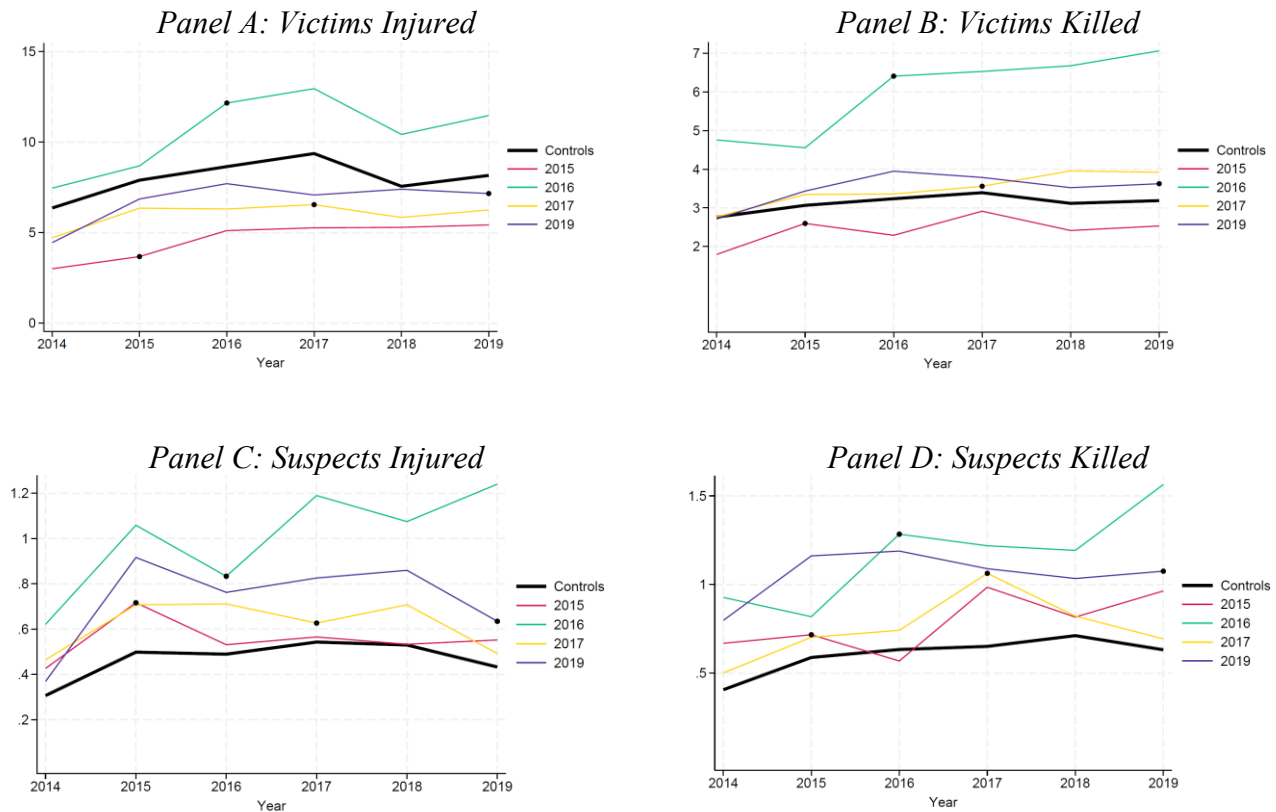 Panel A: Victims Injured
15
10
5
0
2014 2015 2016 2017 2018 2019
Year
Controls
2015
2016
2017
2019
Panel B: Victims Killed
7
6
5
4
3
2
2014 2015 2016 2017 2018 2019
Year
Controls
2015
2016
2017
2019
Panel C: Suspects Injured
1.2
1
.8
.6
.4
.2
2014 2015 2016 2017 2018 2019
Year
Controls
2015
2016
2017
2019
Panel D: Suspects Killed
1.5
1
.5
2014 2015 2016 2017 2018 2019
Year
Controls
2015
2016
2017
2019